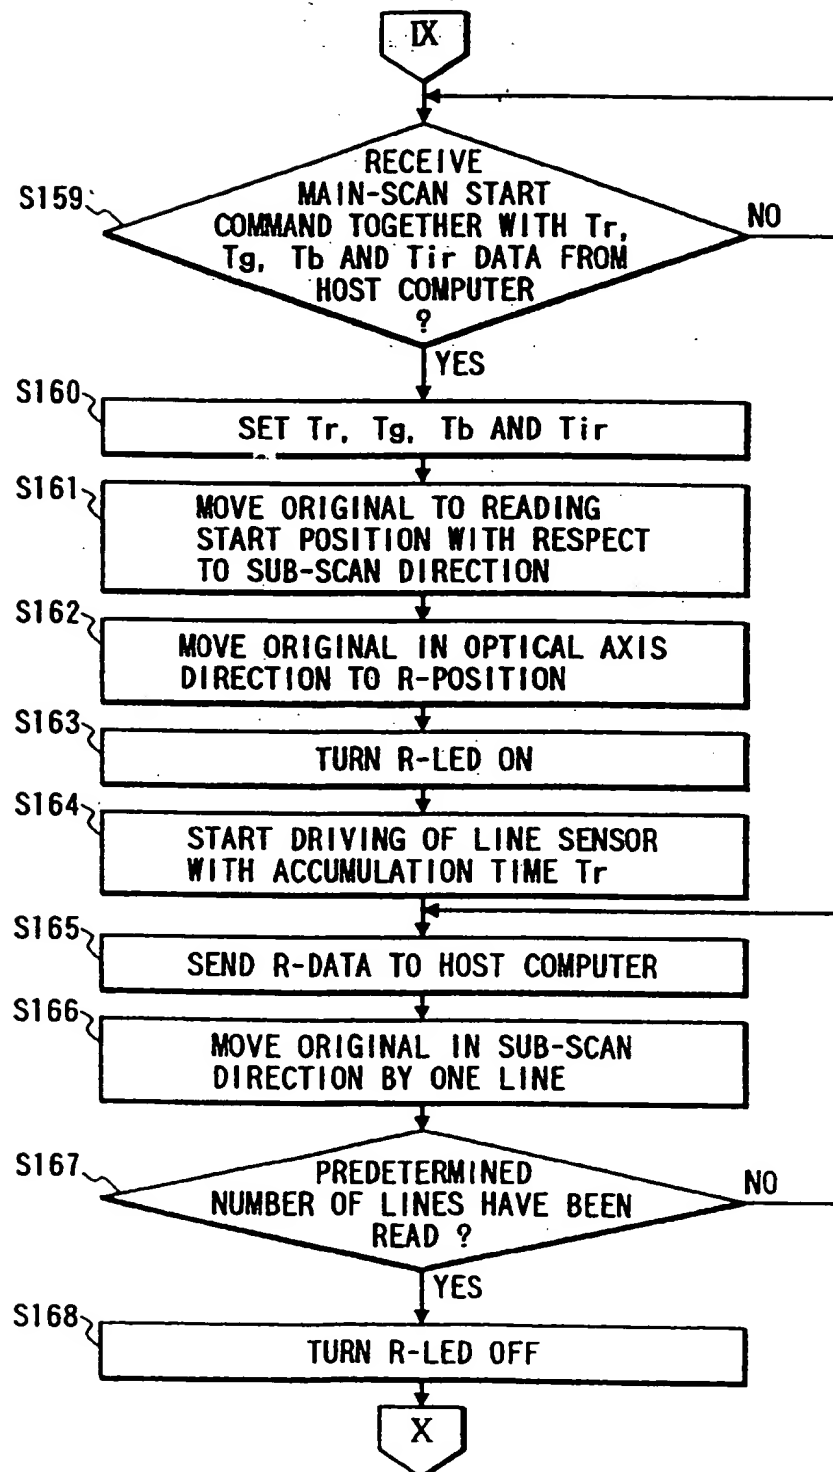 IX
S159
RECEIVE
MAIN-SCAN START
COMMAND TOGETHER WITH Tr,
Tg, Tb AND Tir DATA FROM
HOST COMPUTER
?
NO
YES
S160
SET Tr, Tg, Tb AND Tir
S161
MOVE ORIGINAL TO READING
START POSITION WITH RESPECT
TO SUB-SCAN DIRECTION
S162
MOVE ORIGINAL IN OPTICAL AXIS
DIRECTION TO R-POSITION
S163
TURN R-LED ON
S164
START DRIVING OF LINE SENSOR
WITH ACCUMULATION TIME Tr
S165
SEND R-DATA TO HOST COMPUTER
S166
MOVE ORIGINAL IN SUB-SCAN
DIRECTION BY ONE LINE
S167
PREDETERMINED
NUMBER OF LINES HAVE BEEN
READ ?
NO
YES
S168
TURN R-LED OFF
X